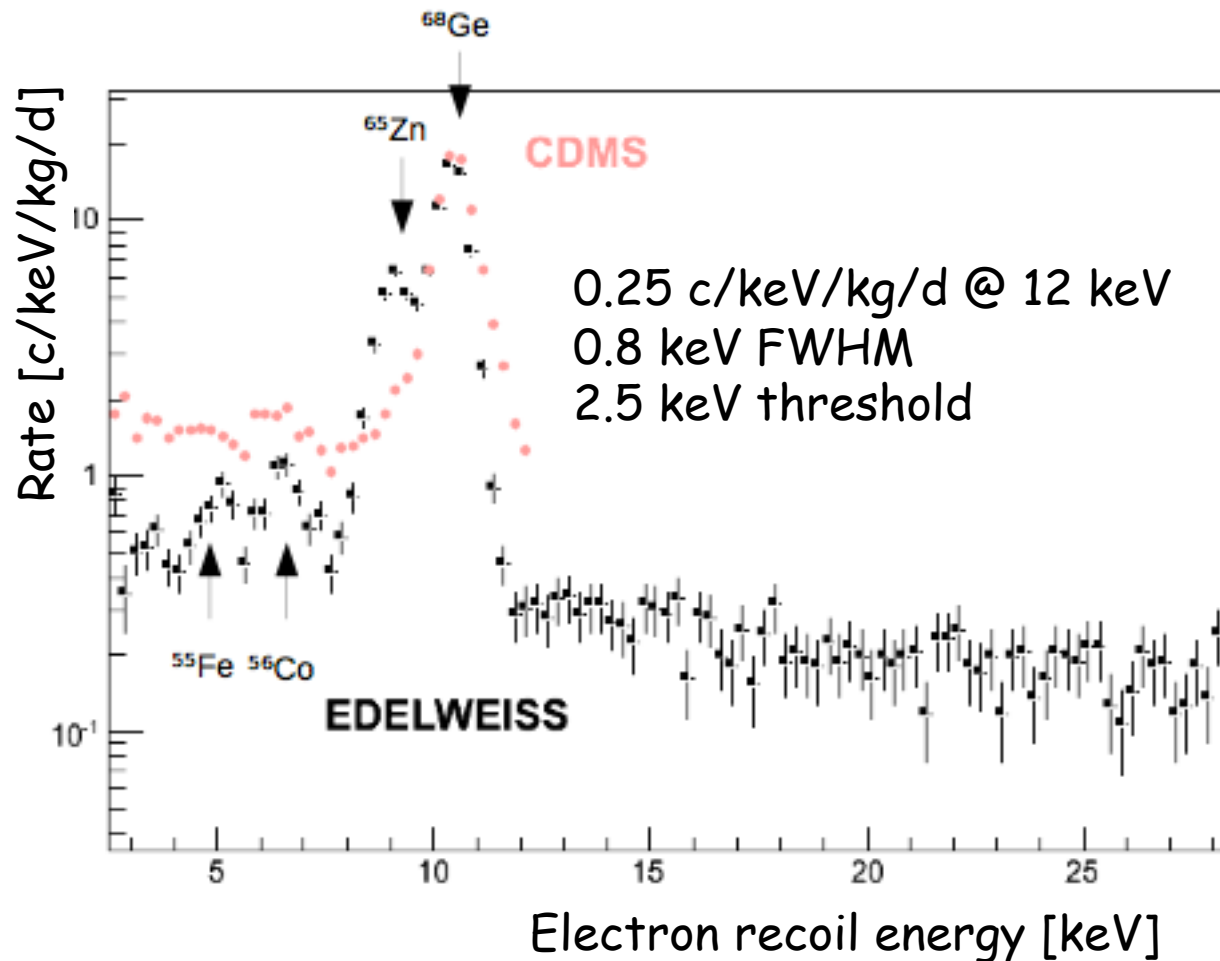 ⁶⁸Ge
⁶⁵Zn
CDMS
Rate [c/keV/kg/d]
10
1
10⁻¹
0.25 c/keV/kg/d @ 12 keV
0.8 keV FWHM
2.5 keV threshold
⁵⁵Fe ⁵⁶Co
EDELWEISS
5 10 15 20 25
Electron recoil energy [keV]